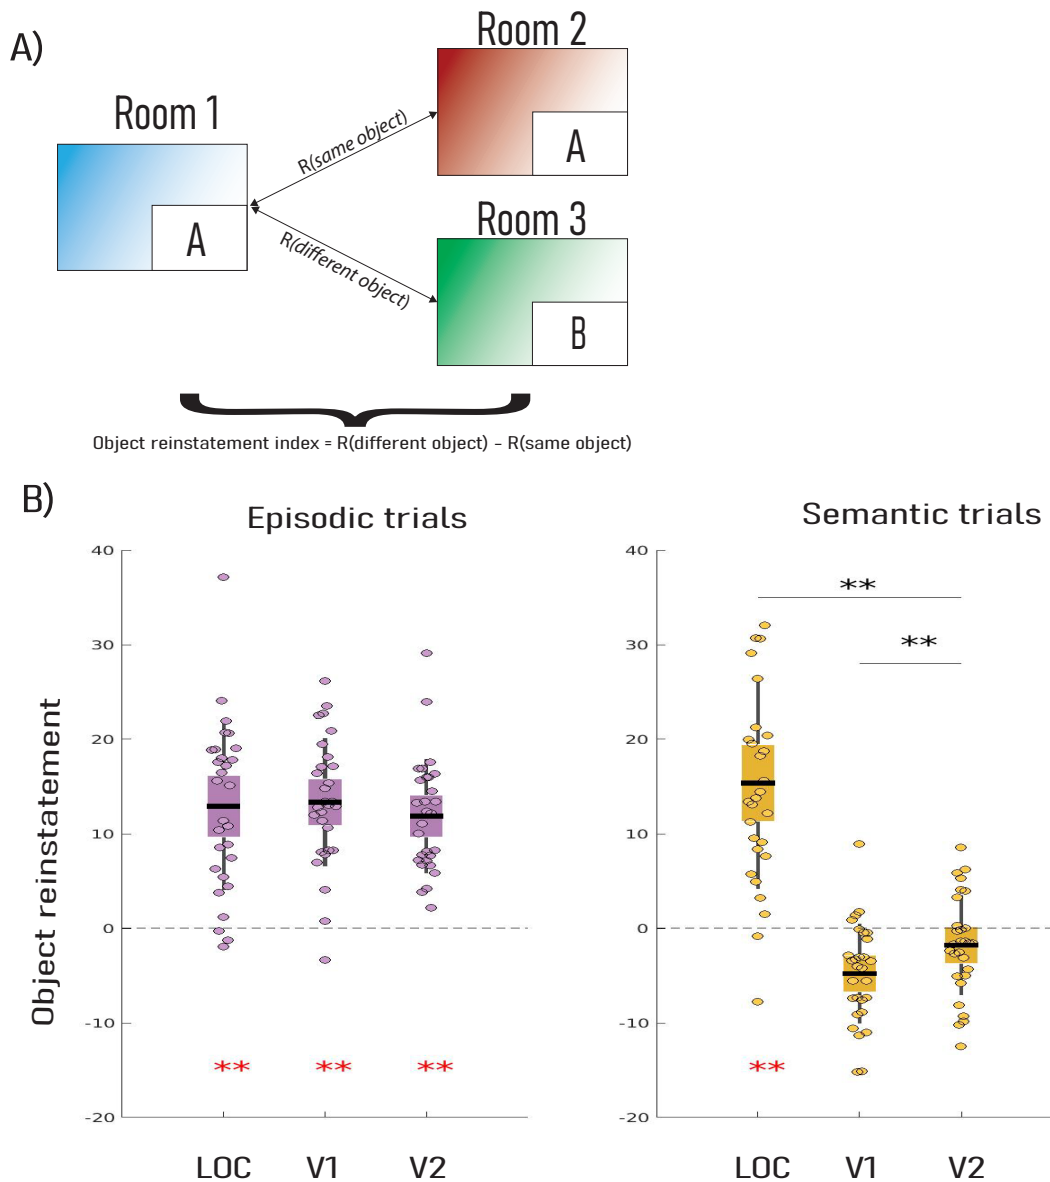 A)
Room 1
A
R(same object)
R(different object)
Room 2
A
Room 3
B
Object reinstatement index = R(different object) - R(same object)
B)
Episodic trials
Object reinstatement
40
30
20
10
0
-10
-20
** ** **
LOC V1 V2
Semantic trials
40
30
20
10
0
-10
-20
**
**
**
LOC V1 V2